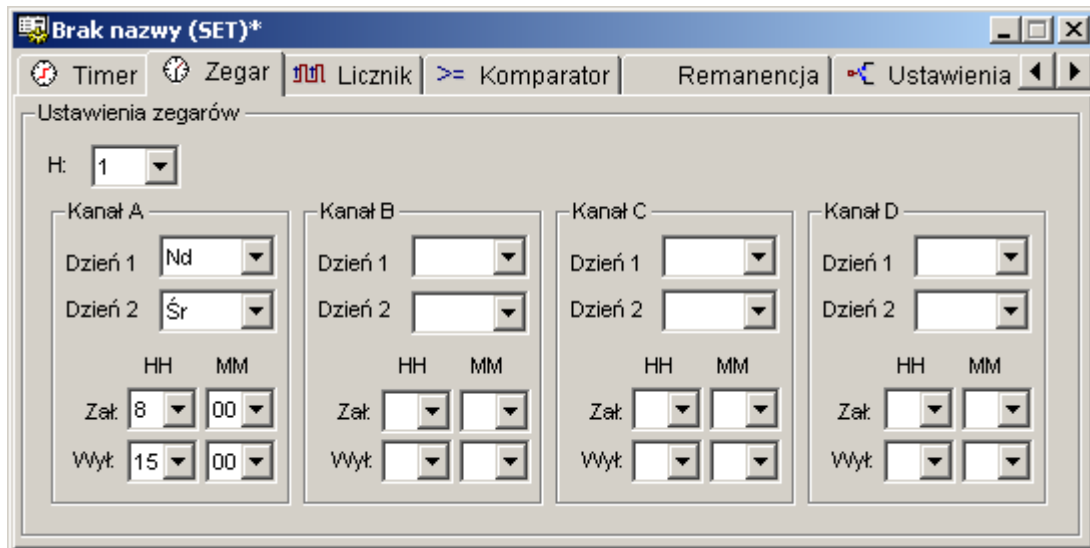 Brak nazwy (SET)*
Timer Zegar Licznik >= Komparator Remanencja Ustawienia
Ustawienia zegarów
H: 1
Kanał A Kanał B Kanał C Kanał D
Dzień 1 Nd Dzień 1 Dzień 1 Dzień 1
Dzień 2 Śr Dzień 2 Dzień 2 Dzień 2
HH MM HH MM HH MM HH MM
Zał: 8 00 Zał: Zał: Zał:
Wył: 15 00 Wył: Wył: Wył: